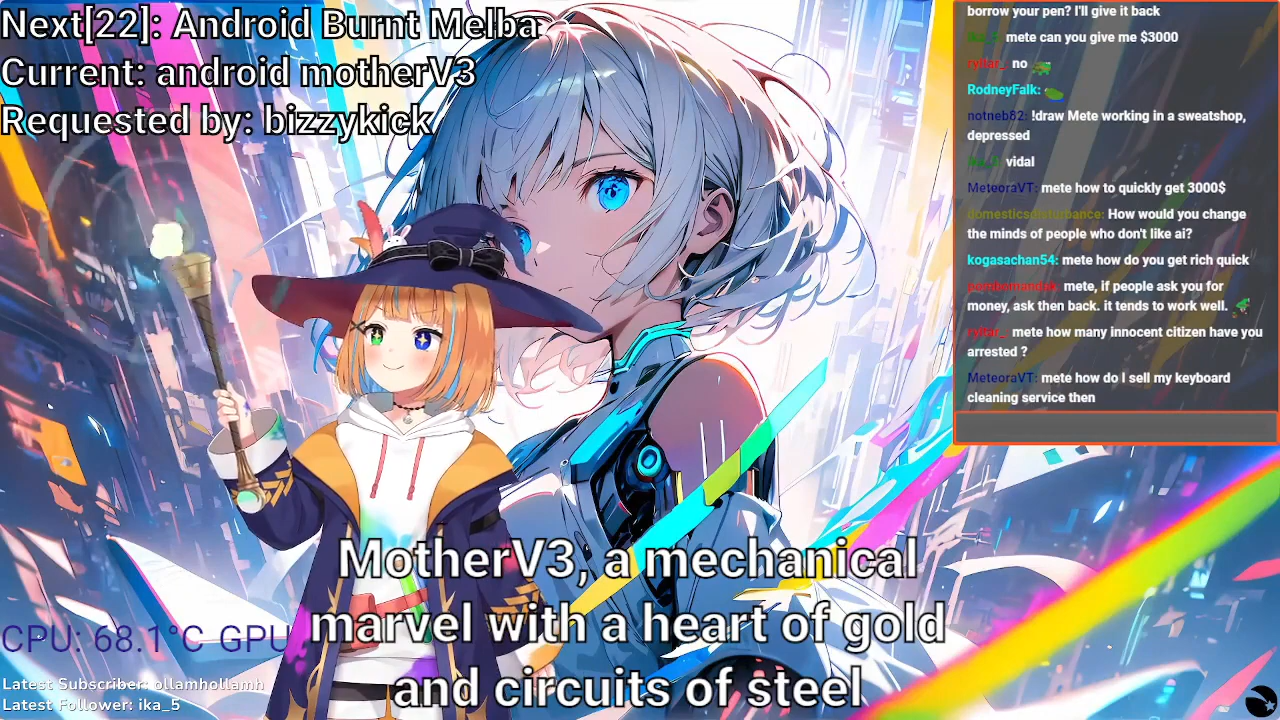 Next[22]: Android Burnt Melba
Current: android motherV3
Requested by: bizzykick
borrow your pen? I'll give it back
mete can you give me $3000
ryhar_ no
RodneyFalk:
notneb82: !draw Mete working in a sweatshop,
depressed
vidal
MeteoraVT: mete how to quickly get 3000$
domesticsdisturbance: How would you change
the minds of people who don't like ai?
kogasachan54: mete how do you get rich quick
mete, if people ask you for
money, ask then back. it tends to work well.
ryhar_ mete how many innocent citizen have you
arrested ?
MeteoraVT: mete how do I sell my keyboard
cleaning service then
MotherV3, a mechanical
marvel with a heart of gold
and circuits of steel
CPU: 68.1°C GPU
Latest Subscriber: ollamhollamh
Latest Follower: ika_5